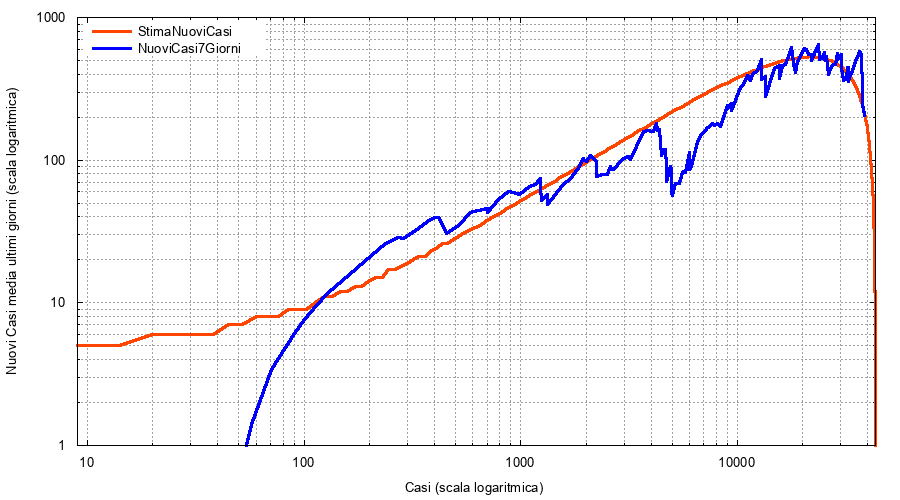 1000
100
10
1
StimaNuoviCasi
NuoviCasi7Giorni
Nuovi Casi media ultimi giorni (scala logaritmica)
10
100
1000
10000
Casi (scala logaritmica)